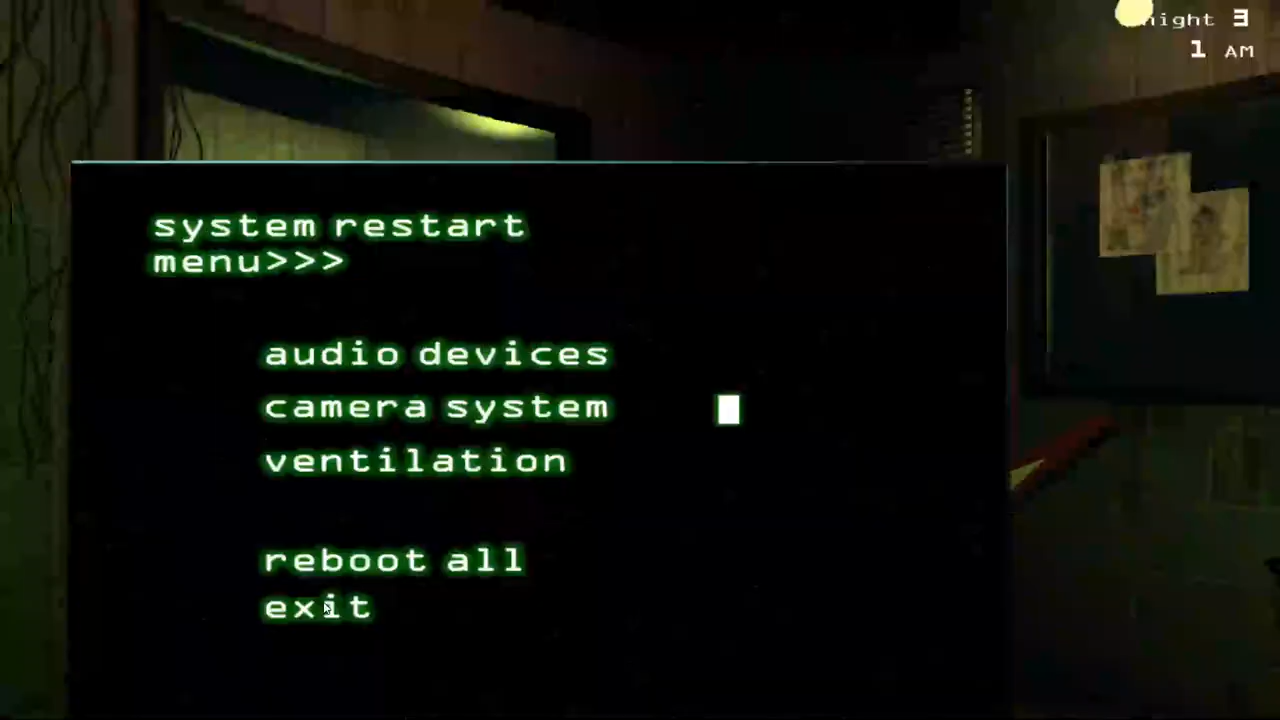 night 3
1 AM
system restart
menu>>>
audio devices
camera system
ventilation
reboot all
exit